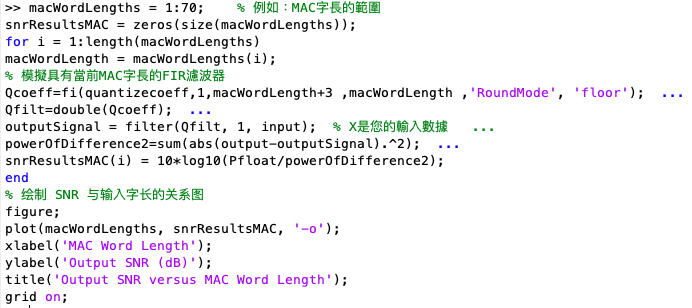 >> macWordLengths = 1:70;    % 例如：MAC字長的範圍
snrResultsMAC = zeros(size(macWordLengths));
for i = 1:length(macWordLengths)
macWordLength = macWordLengths(i);
% 模擬具有當前MAC字長的FIR濾波器
Qcoeff=fi(quantizecoeff,1,macWordLength+3 ,macWordLength ,'RoundMode', 'floor');  ...
Qfilt=double(Qcoeff);  ...
outputSignal = filter(Qfilt, 1, input);  % X是您的輸入數據   ...
powerOfDifference2=sum(abs(output-outputSignal).^2);  ...
snrResultsMAC(i) = 10*log10(Pfloat/powerOfDifference2);
end
% 绘制 SNR 与输入字长的关系图
figure;
plot(macWordLengths, snrResultsMAC, '-o');
xlabel('MAC Word Length');
ylabel('Output SNR (dB)');
title('Output SNR versus MAC Word Length');
grid on;